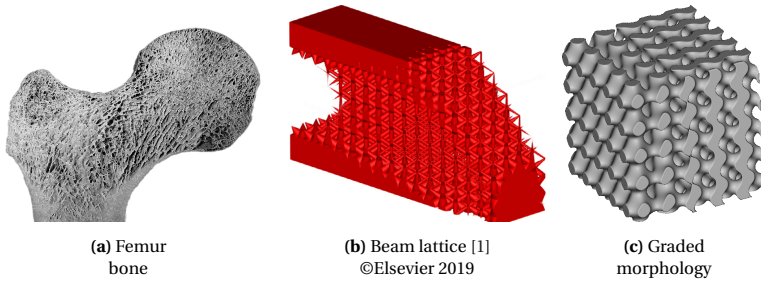 (a) Femur
bone
(b) Beam lattice [1]
©Elsevier 2019
(c) Graded
morphology